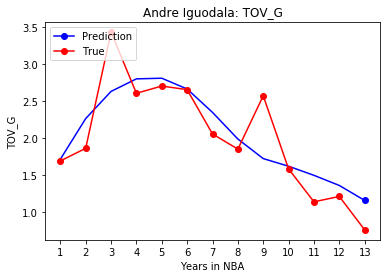 Andre Iguodala: TOV_G
Prediction
True
TOV_G
3.5
3.0
2.5
2.0
1.5
1.0
1 2 3 4 5 6 7 8 9 10 11 12 13
Years in NBA